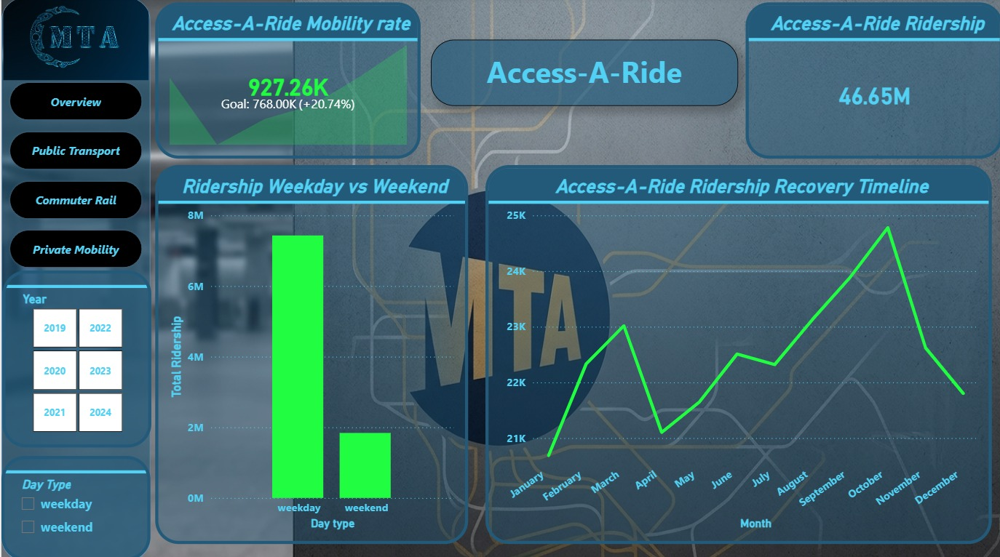 MTA
Overview
Public Transport
Commuter Rail
Private Mobility
Year
2019 2022
2020 2023
2021 2024
Day Type
weekday
weekend
Access-A-Ride Mobility rate
927.26K
Goal: 768.00K (+20.74%)
Access-A-Ride
Access-A-Ride Ridership
46.65M
Ridership Weekday vs Weekend
8M
6M
4M
2M
0M
Total Ridership
weekday weekend
Day type
MTA
Access-A-Ride Ridership Recovery Timeline
25K
24K
23K
22K
21K
January February March April May June July August September October November December
Month